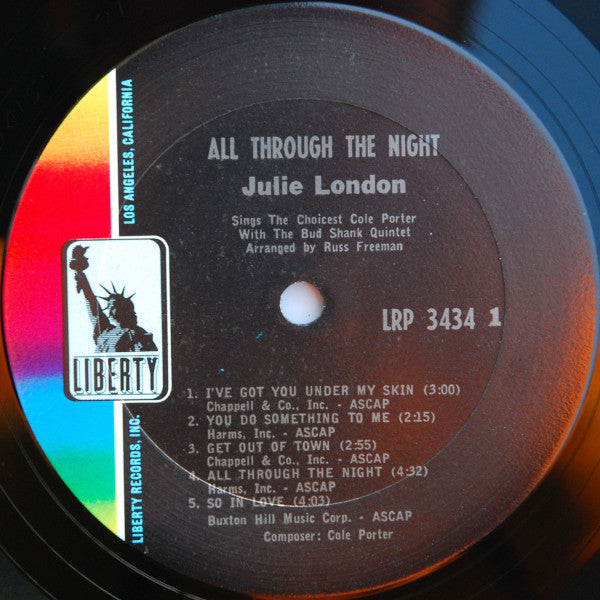 ALL THROUGH THE NIGHT
Julie London
Sings The Choicest Cole Porter
With The Bud Shank Quintet
Arranged by Russ Freeman
LRP 3434 1
LOS ANGELES, CALIFORNIA
LIBERTY
LIBERTY RECORDS, INC.
1. I'VE GOT YOU UNDER MY SKIN (3:00)
Chappell & Co., Inc. - ASCAP
2. YOU DO SOMETHING TO ME (2:15)
Harms, Inc. - ASCAP
3. GET OUT OF TOWN (2:55)
Chappell & Co., Inc. - ASCAP
4. ALL THROUGH THE NIGHT (4:32)
Harms, Inc. - ASCAP
5. SO IN LOVE (4:03)
Buxton Hill Music Corp. - ASCAP
Composer: Cole Porter